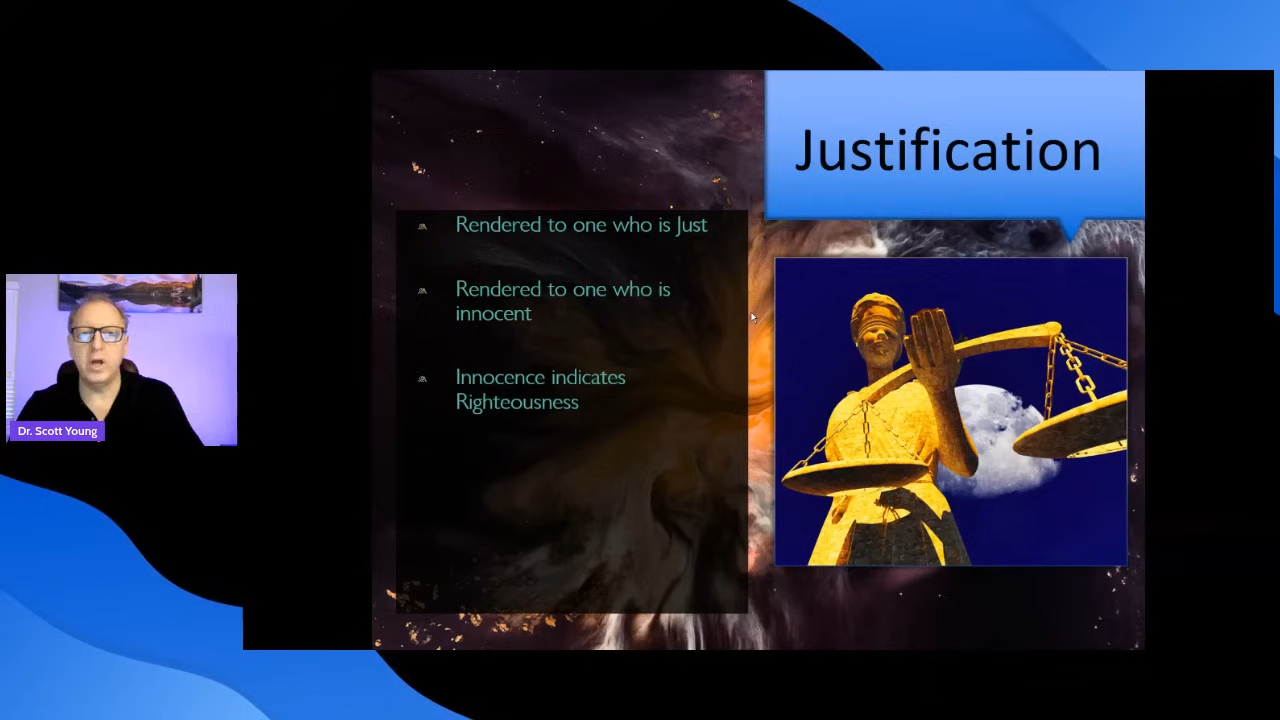 Justification
Rendered to one who is Just
Rendered to one who is
innocent
Innocence indicates
Righteousness
Dr. Scott Young